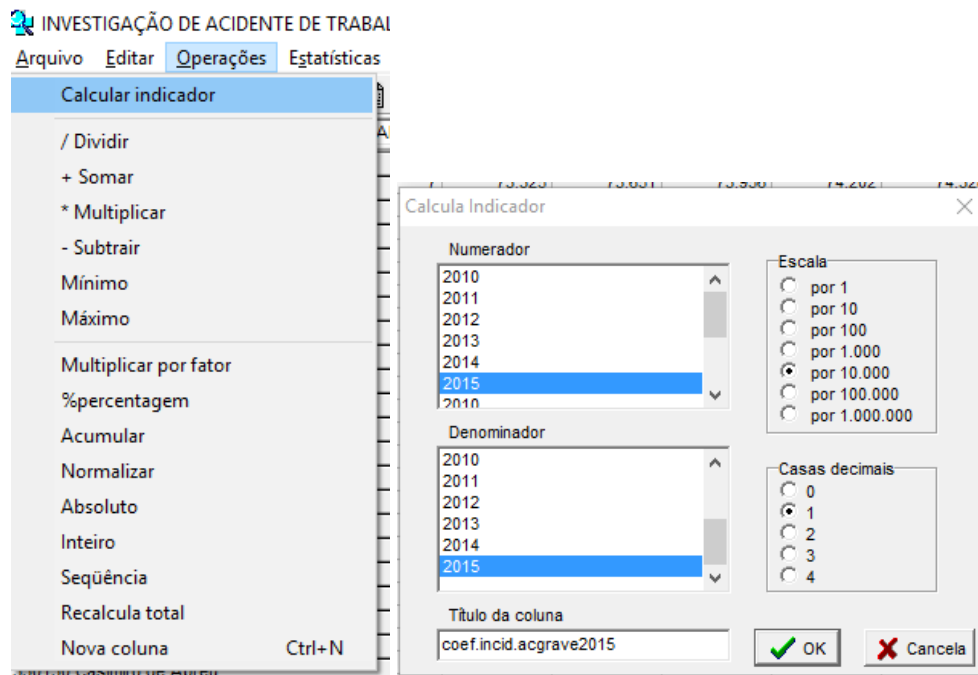 INVESTIGAÇÃO DE ACIDENTE DE TRABAL
Arquivo Editar Operações Estatísticas
Calcular indicador
/ Dividir
+ Somar
* Multiplicar
- Subtrair
Mínimo
Máximo
Multiplicar por fator
%percentagem
Acumular
Normalizar
Absoluto
Inteiro
Seqüência
Recalcula total
Nova coluna Ctrl+N
Calcula Indicador
Numerador
2010
2011
2012
2013
2014
2015
2010
Denominador
2010
2011
2012
2013
2014
2015
Título da coluna
coef.incid.acgrave2015
Escala
por 1
por 10
por 100
por 1.000
por 10.000
por 100.000
por 1.000.000
Casas decimais
0
1
2
3
4
OK Cancela